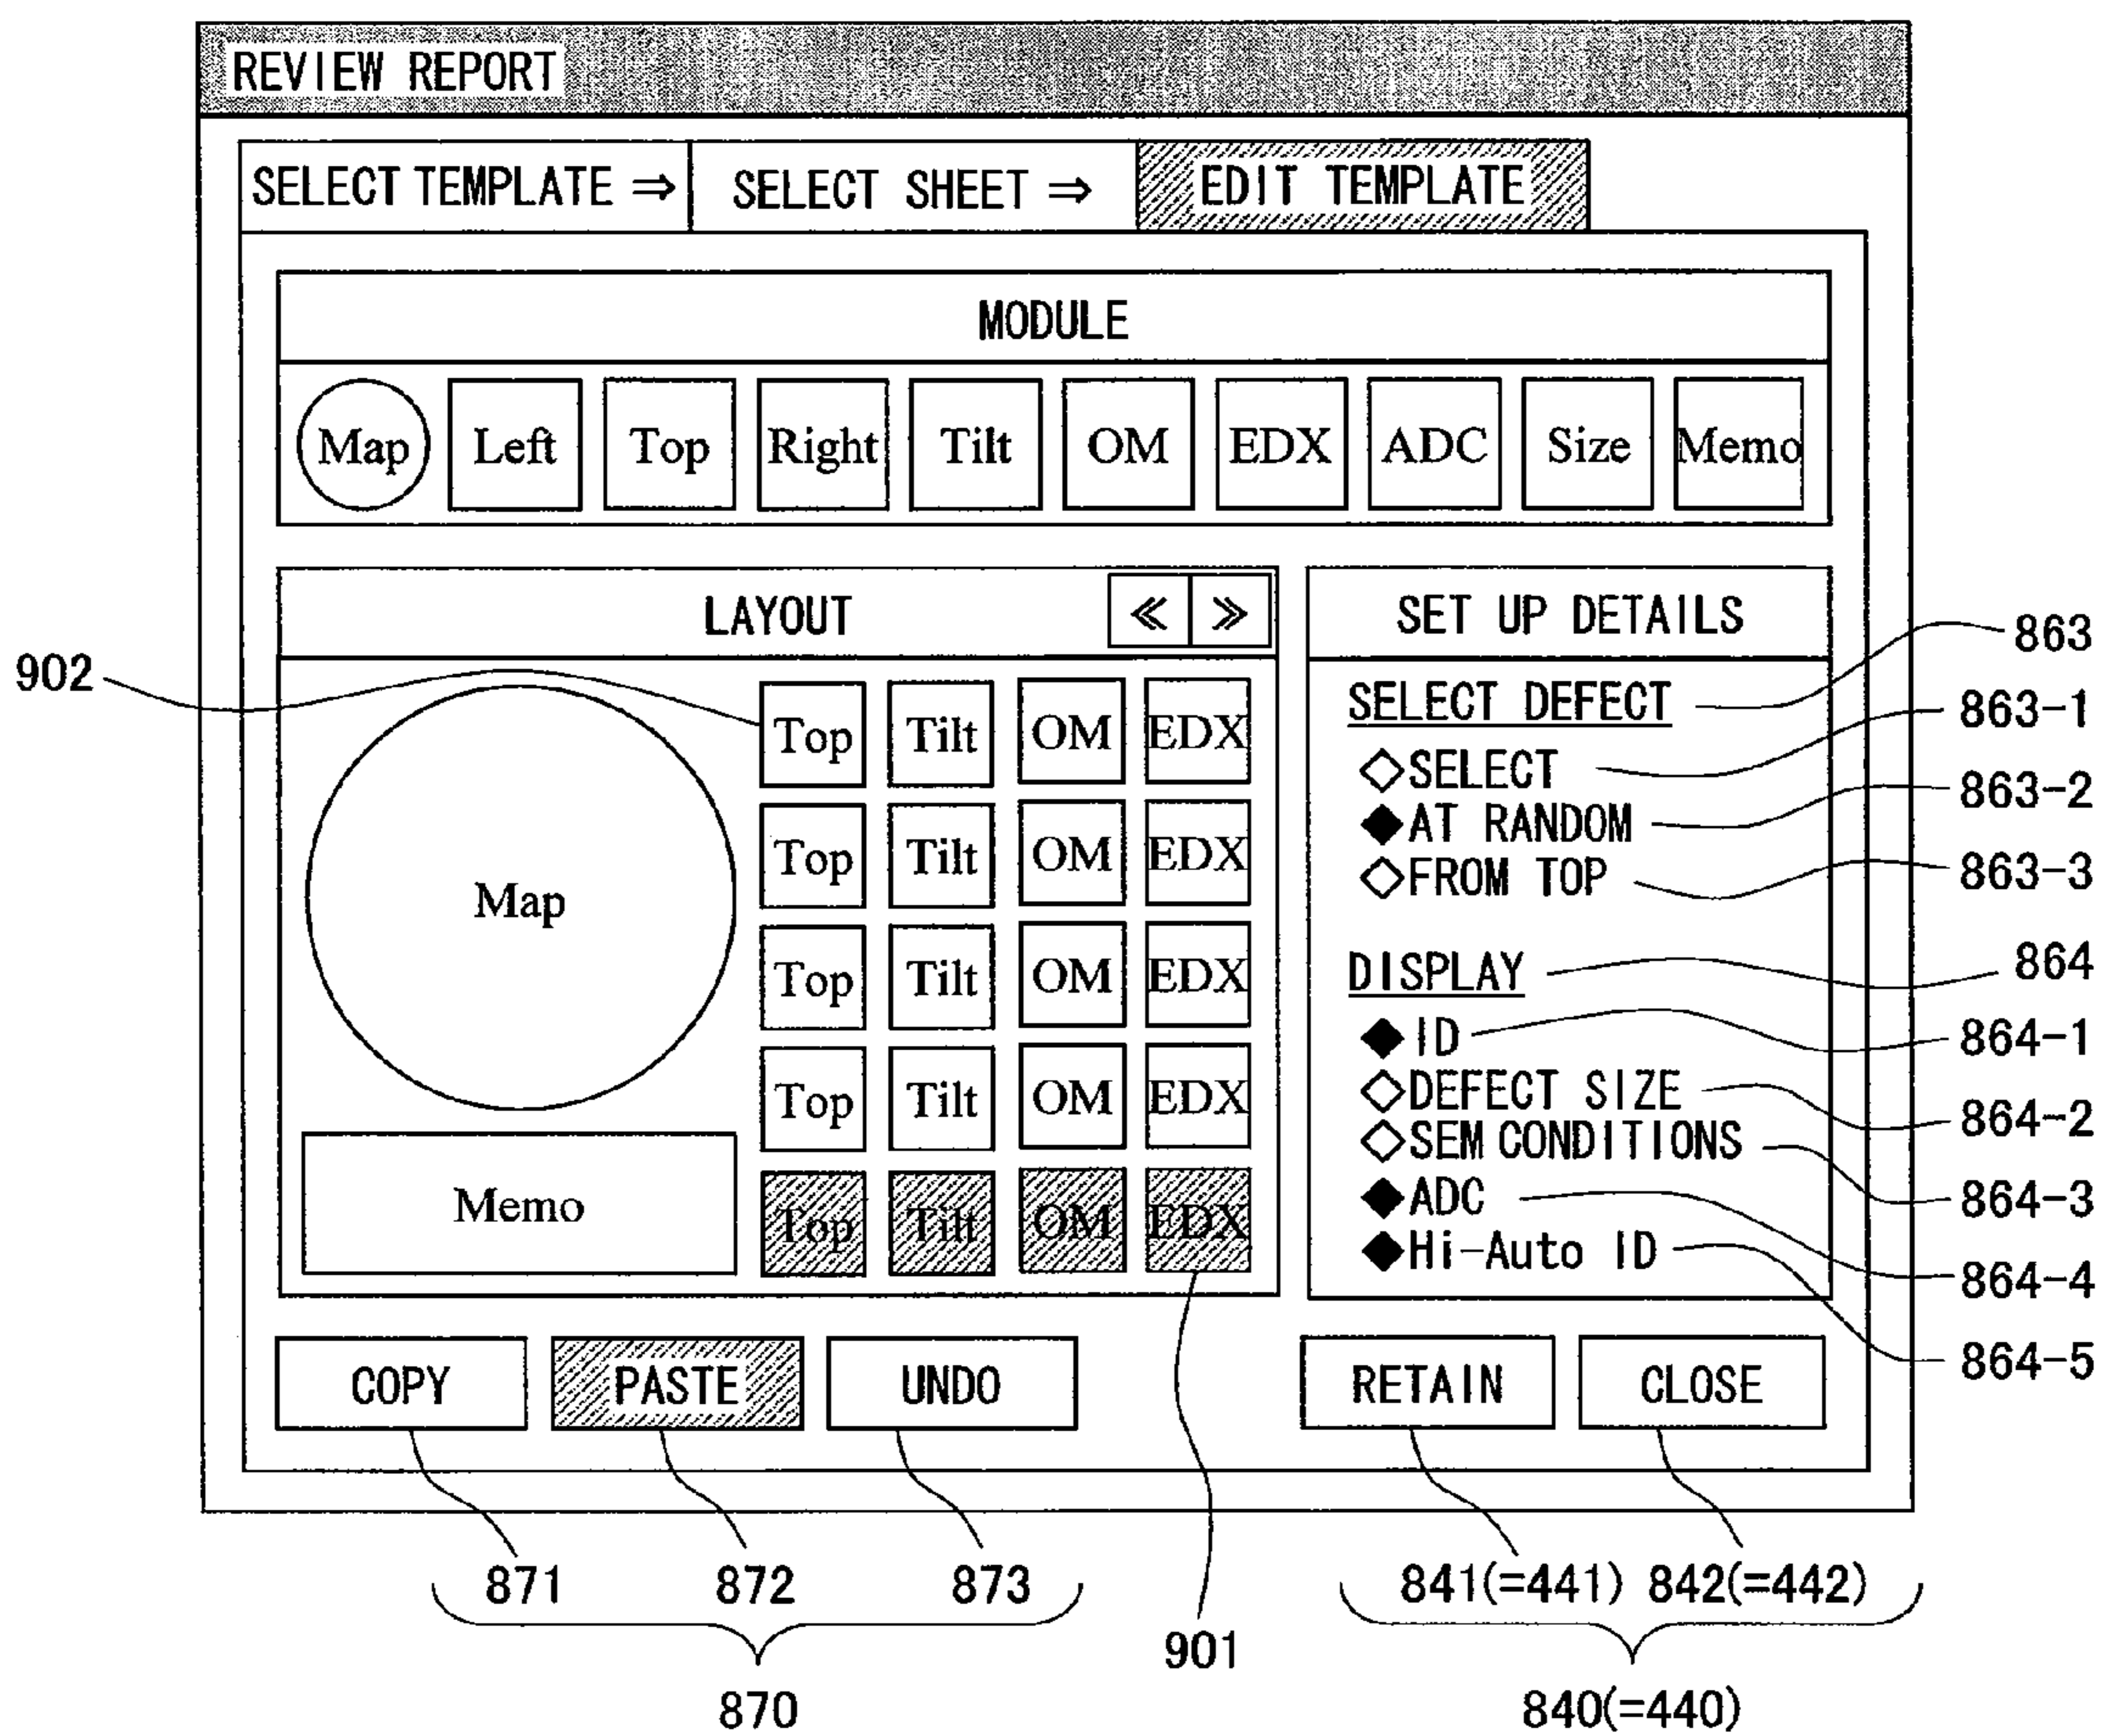 REVIEW REPORT
SELECT TEMPLATE ⇒ SELECT SHEET ⇒ EDIT TEMPLATE
MODULE
Map Left Top Right Tilt OM EDX ADC Size Memo
LAYOUT ≪ ≫
Map
Memo
Top Tilt OM EDX
Top Tilt OM EDX
Top Tilt OM EDX
Top Tilt OM EDX
Top Tilt OM EDX
SET UP DETAILS
SELECT DEFECT
◇SELECT
◆AT RANDOM
◇FROM TOP
DISPLAY
◆ID
◇DEFECT SIZE
◇SEM CONDITIONS
◆ADC
◆Hi-Auto ID
COPY PASTE UNDO RETAIN CLOSE
902
863
863-1
863-2
863-3
864
864-1
864-2
864-3
864-4
864-5
871 872 873 841(=441) 842(=442)
901
870 840(=440)